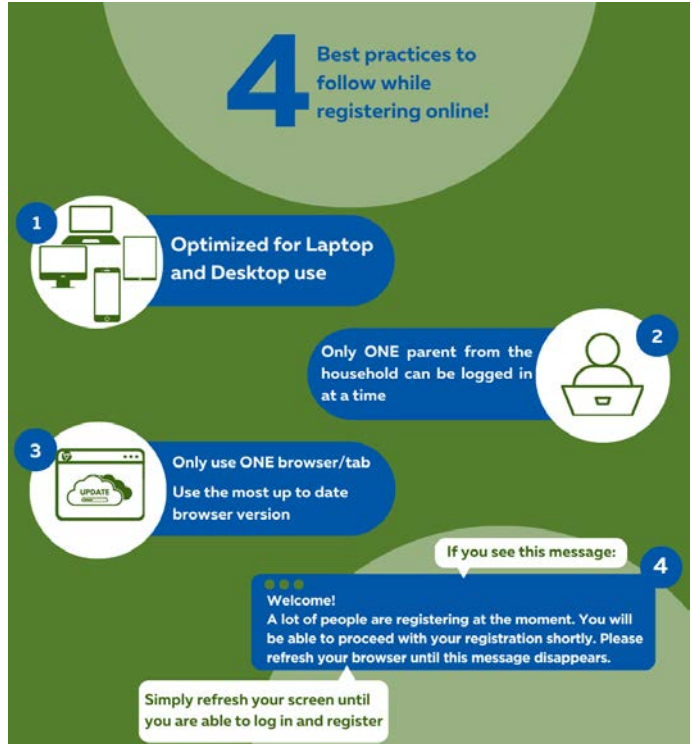 4
Best practices to
follow while
registering online!
1
Optimized for Laptop
and Desktop use
2
Only ONE parent from the
household can be logged in
at a time
3
UPDATE
Only use ONE browser/tab
Use the most up to date
browser version
If you see this message:
4
Welcome!
A lot of people are registering at the moment. You will
be able to proceed with your registration shortly. Please
refresh your browser until this message disappears.
Simply refresh your screen until
you are able to log in and register